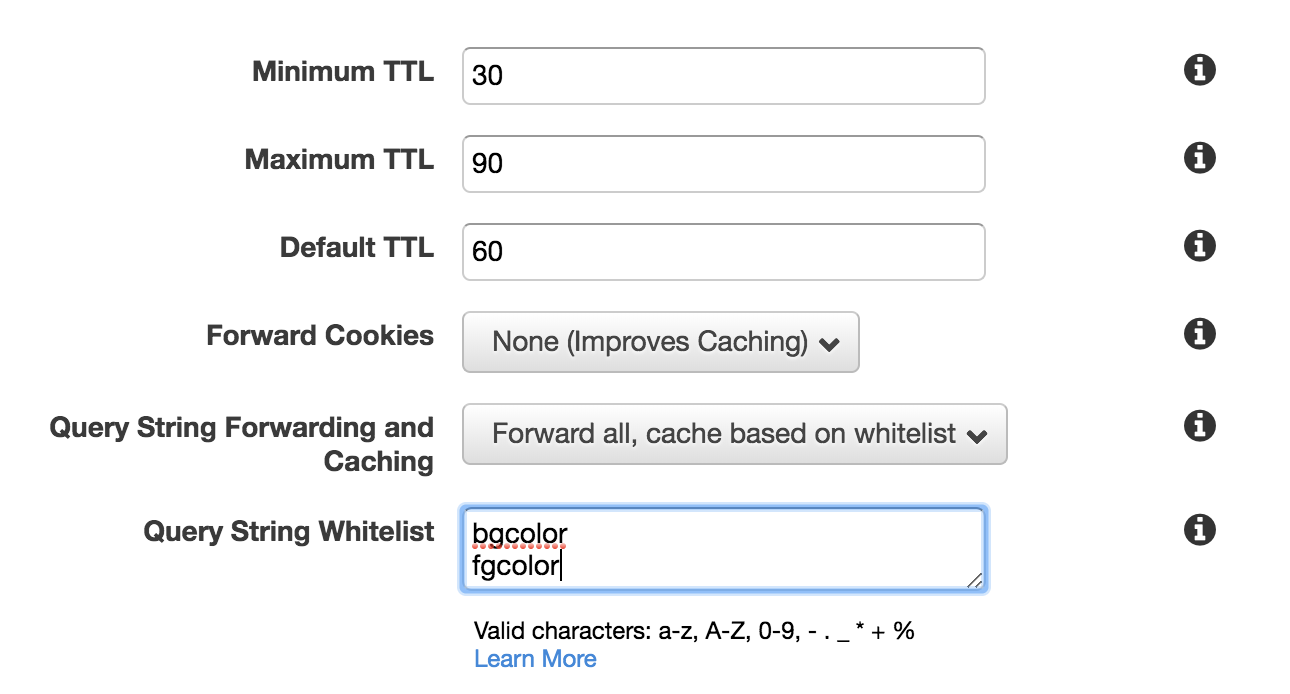 Minimum TTL 30
Maximum TTL 90
Default TTL 60
Forward Cookies None (Improves Caching)
Query String Forwarding and Forward all, cache based on whitelist
Caching
Query String Whitelist bgcolor
fgcolor
Valid characters: a-z, A-Z, 0-9, - . _ * + %
Learn More